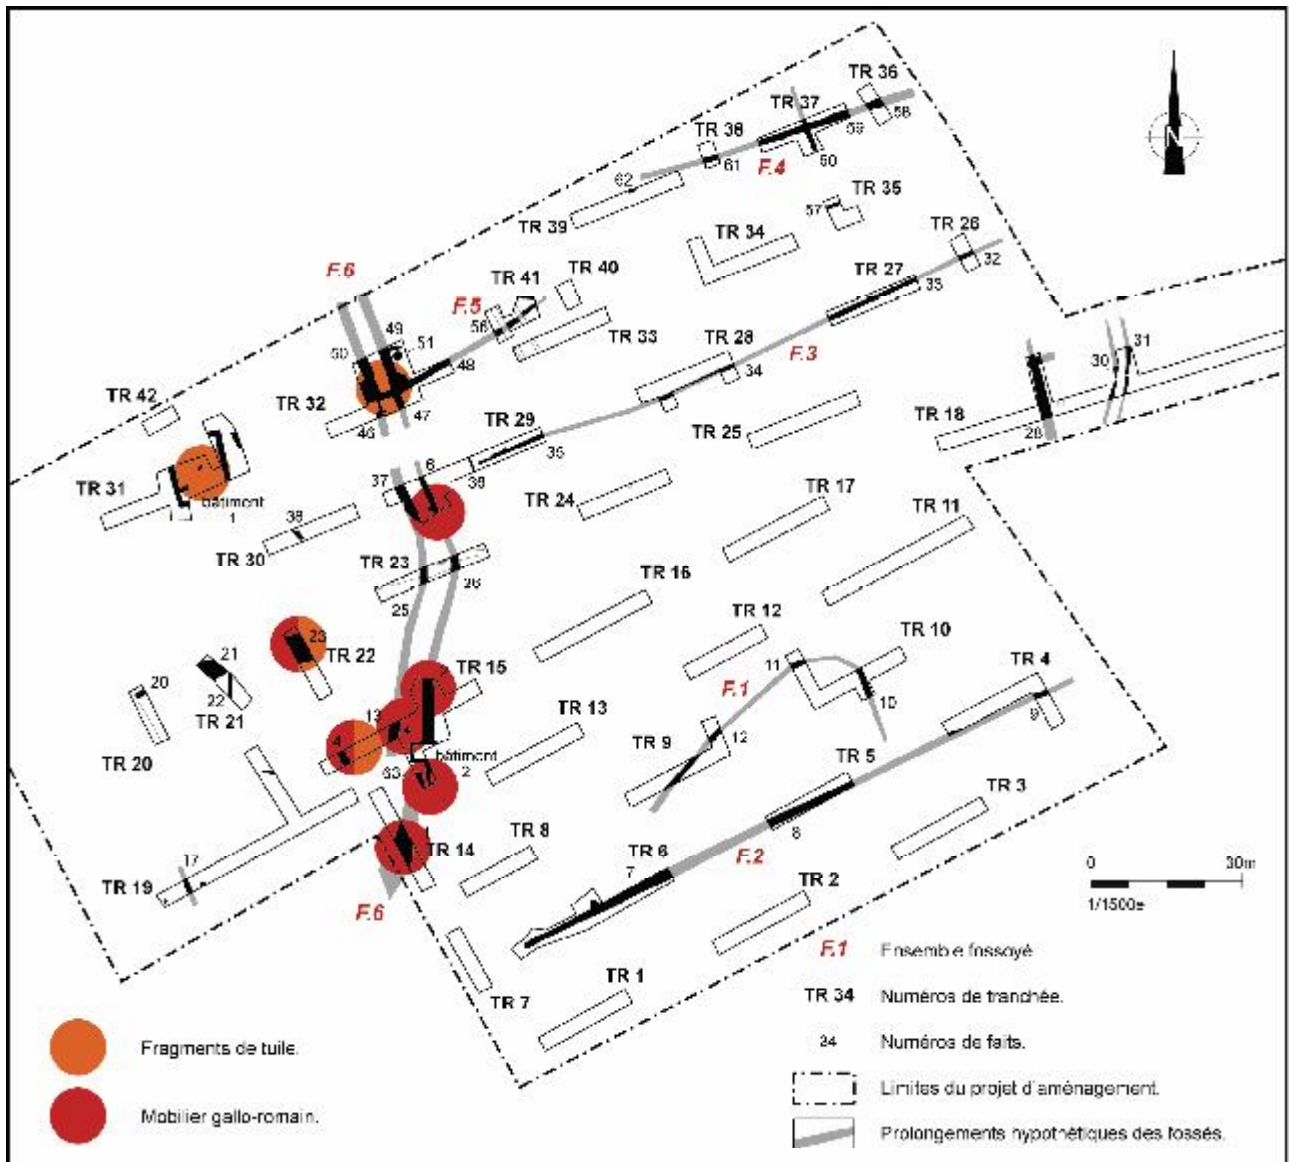 TR 36
TR 37
58
TR 38
59
61
F.4
62
TR 35
57
TR 39
TR 34
TR 26
F.6
TR 41
TR 40
TR 27
32
F.5
33
49
56
51
50
TR 33
TR 28
F.3
31
30
48
34
TR 42
TR 32
47
46
TR 29
TR 25
TR 18
28
35
6
37
39
TR 31
bâtiment
1
TR 24
TR 17
TR 11
38
TR 30
TR 23
26
25
TR 16
TR 12
TR 10
23
TR 22
21
TR 15
11
TR 4
20
22
F.1
10
TR 21
13
TR 13
9
4
12
TR 9
TR 20
bâtiment
63
2
TR 5
TR 3
TR 8
8
TR 14
17
TR 6
F.2
0
30m
TR 19
7
1/1500e
TR 2
F.6
F.1
Ensemble fossoyé
TR 1
TR 34
Numéros de tranchée.
TR 7
34
Numéros de faits.
Fragments de tuile.
Limites du projet d'aménagement.
Mobilier gallo-romain.
Prolongements hypothétiques des fossés.
N